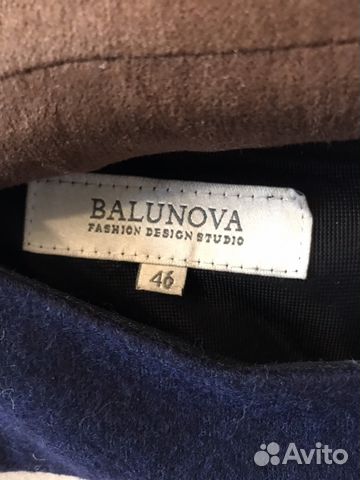 BALUNOVA
FASHION DESIGN STUDIO
46
Avito